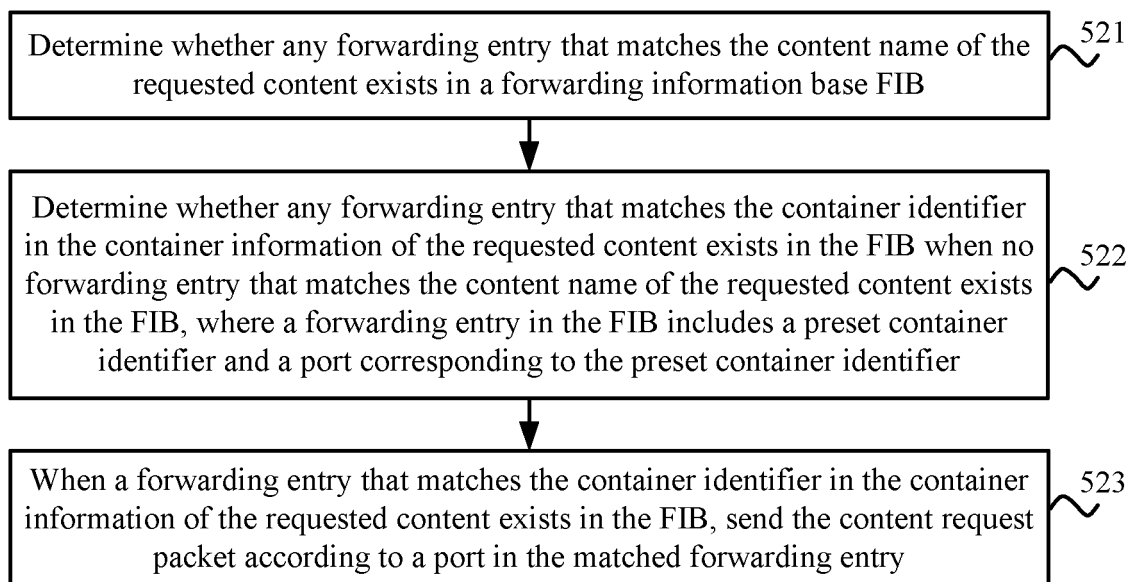 Determine whether any forwarding entry that matches the content name of the
requested content exists in a forwarding information base FIB
521
Determine whether any forwarding entry that matches the container identifier
in the container information of the requested content exists in the FIB when no
forwarding entry that matches the content name of the requested content exists
in the FIB, where a forwarding entry in the FIB includes a preset container
identifier and a port corresponding to the preset container identifier
522
When a forwarding entry that matches the container identifier in the container
information of the requested content exists in the FIB, send the content request
packet according to a port in the matched forwarding entry
523